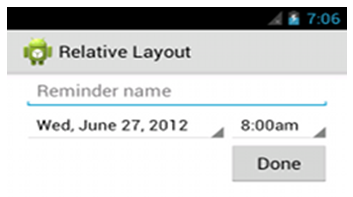 7:06
Relative Layout
Reminder name
Wed, June 27, 2012 8:00am
Done